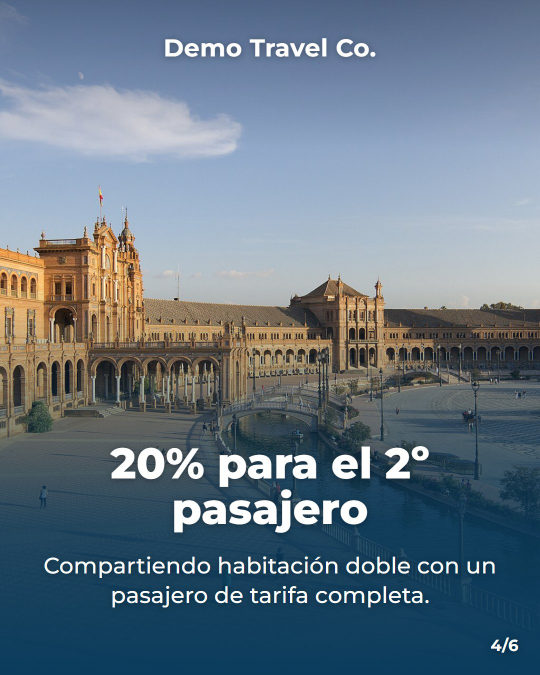 Demo Travel Co.
20% para el 2º
pasajero
Compartiendo habitación doble con un
pasajero de tarifa completa.
4/6